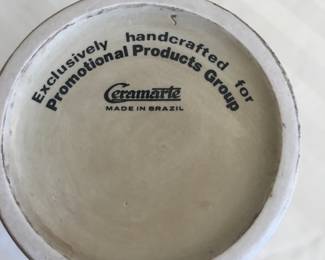 Exclusively handcrafted for
Promotional Products Group
Ceramarte
MADE IN BRAZIL